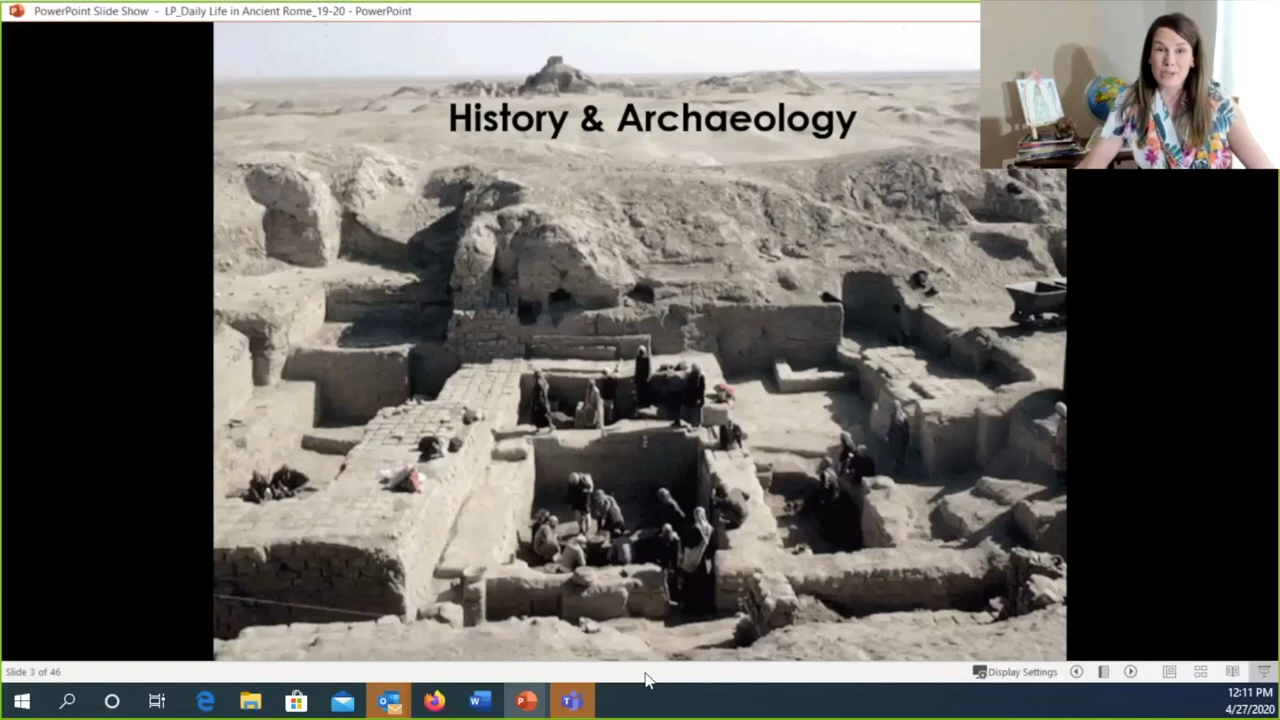 PowerPoint Slide Show - LP_Daily Life in Ancient Rome_19-20 - PowerPoint
History & Archaeology
Slide 3 of 46
Display Settings
12:11 PM
4/27/2020